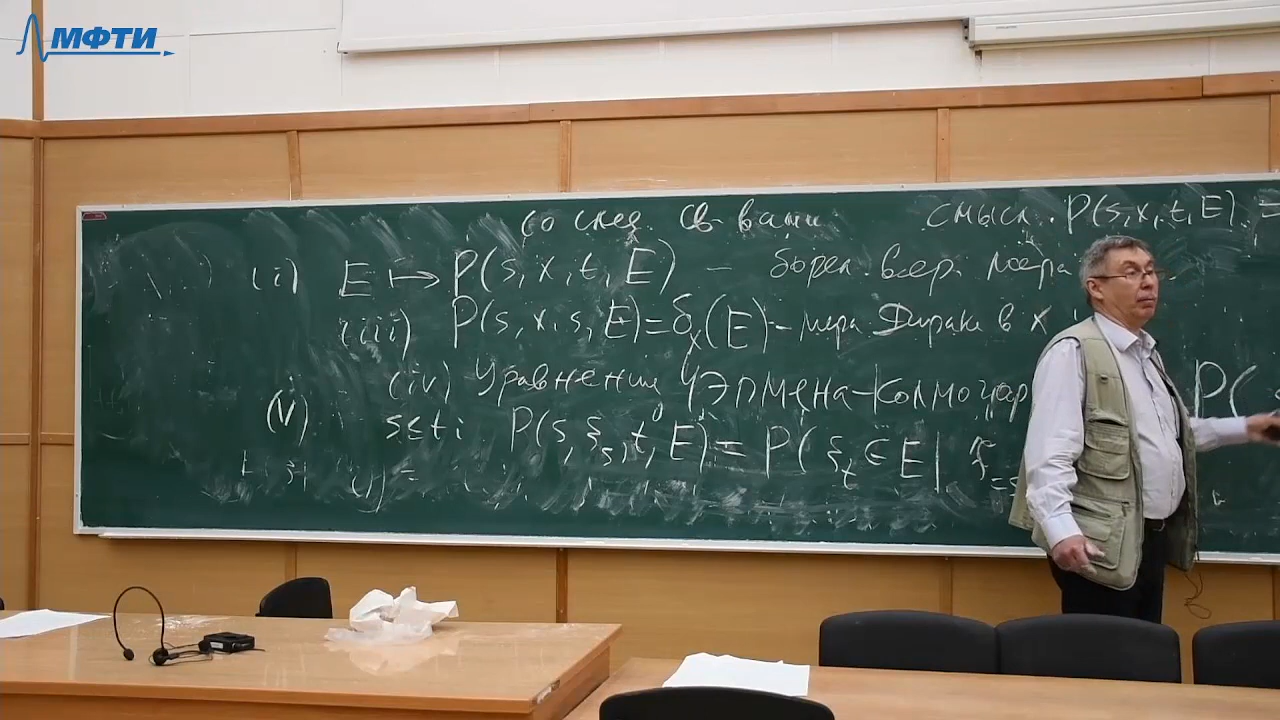 МФТИ
со след. св-вами
смысл. P(s,x,t,E) =
(i) E ↦ P(s,x,t,E) – борел. вер. мера
(iii) P(s,x,s,E)=δₓ(E) – мера Дирака в x
(iv) Уравнение Чэпмена-Колмогор
P(
(v) s≤t: P(s,ξₛ,t,E)=P(ξₜ∈E|